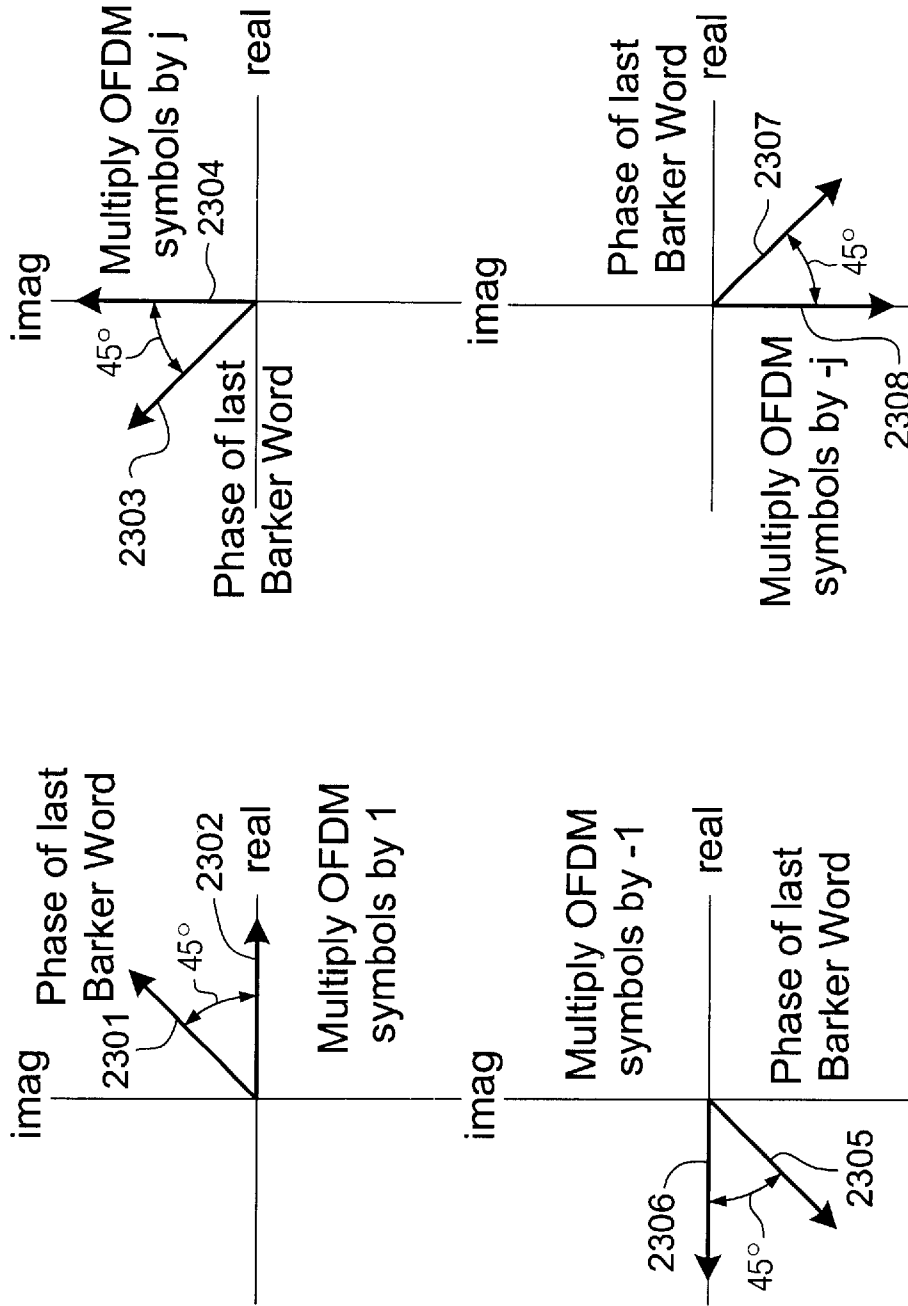 imag
Phase of last
Barker Word
2301
45°
2302
real
Multiply OFDM
symbols by 1
imag
Multiply OFDM
symbols by j
2304
45°
2303
real
Phase of last
Barker Word
imag
Multiply OFDM
symbols by -1
real
2306
45°
2305
Phase of last
Barker Word
imag
Phase of last
Barker Word
real
2307
45°
Multiply OFDM
symbols by -j
2308